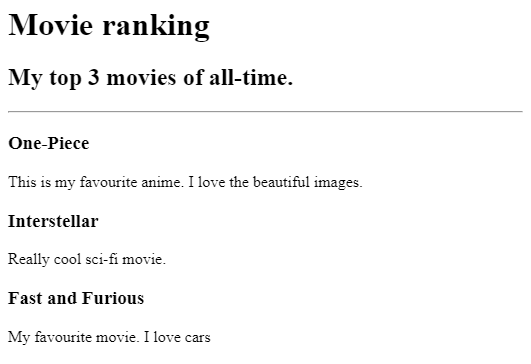 Movie ranking
My top 3 movies of all-time.
One-Piece
This is my favourite anime. I love the beautiful images.
Interstellar
Really cool sci-fi movie.
Fast and Furious
My favourite movie. I love cars